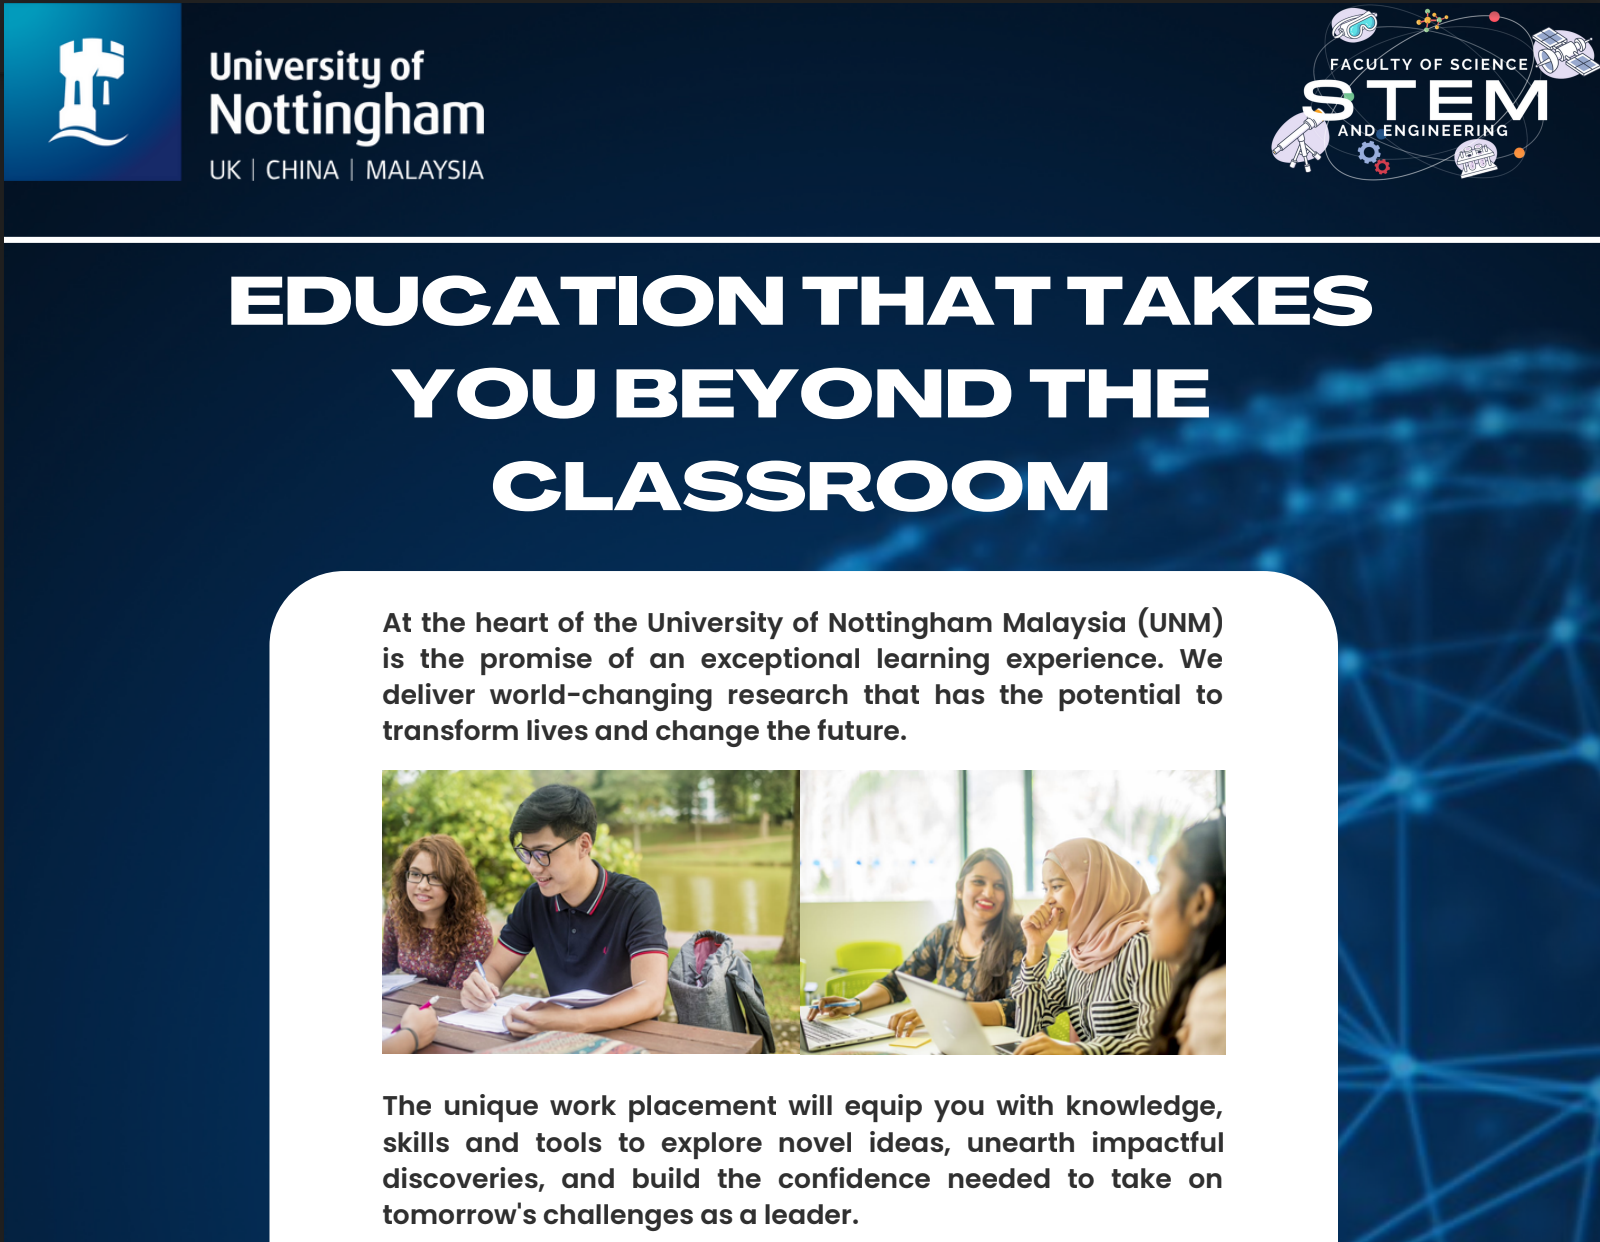 University of
Nottingham
UK | CHINA | MALAYSIA
FACULTY OF SCIENCE
STEM
AND ENGINEERING
EDUCATION THAT TAKES
YOU BEYOND THE
CLASSROOM
At the heart of the University of Nottingham Malaysia (UNM)
is the promise of an exceptional learning experience. We
deliver world-changing research that has the potential to
transform lives and change the future.
The unique work placement will equip you with knowledge,
skills and tools to explore novel ideas, unearth impactful
discoveries, and build the confidence needed to take on
tomorrow's challenges as a leader.